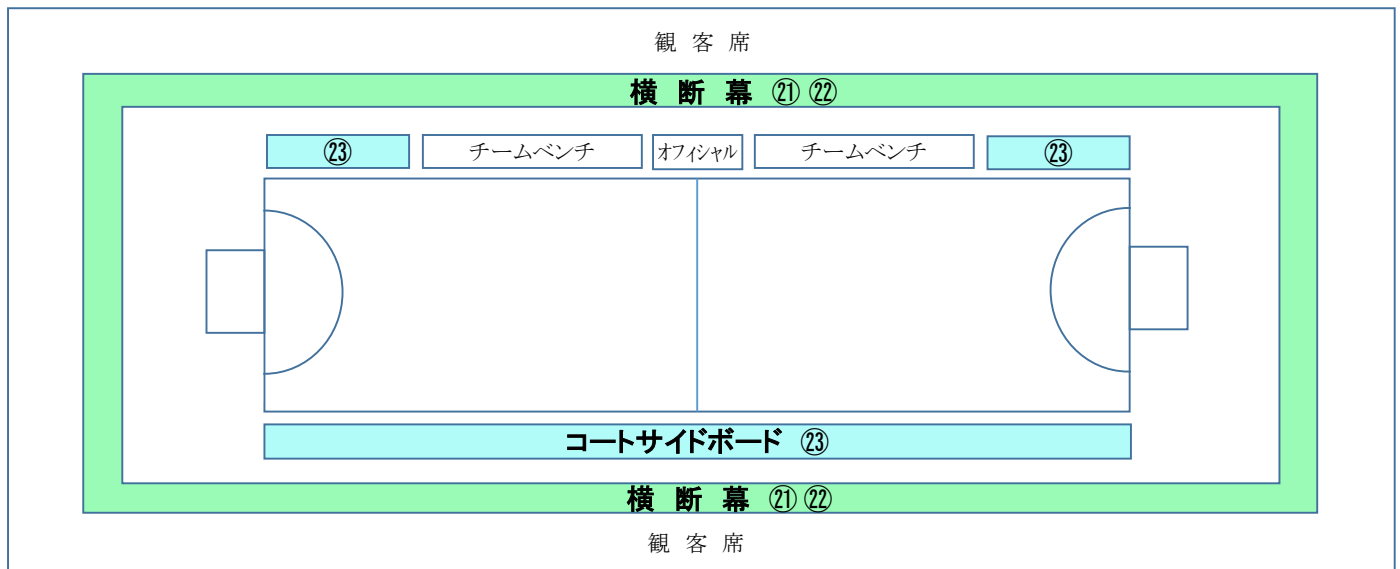 観 客 席
横 断 幕 ㉑ ㉒
㉓ チームベンチ オフィシャル チームベンチ ㉓
コートサイドボード ㉓
横 断 幕 ㉑ ㉒
観 客 席